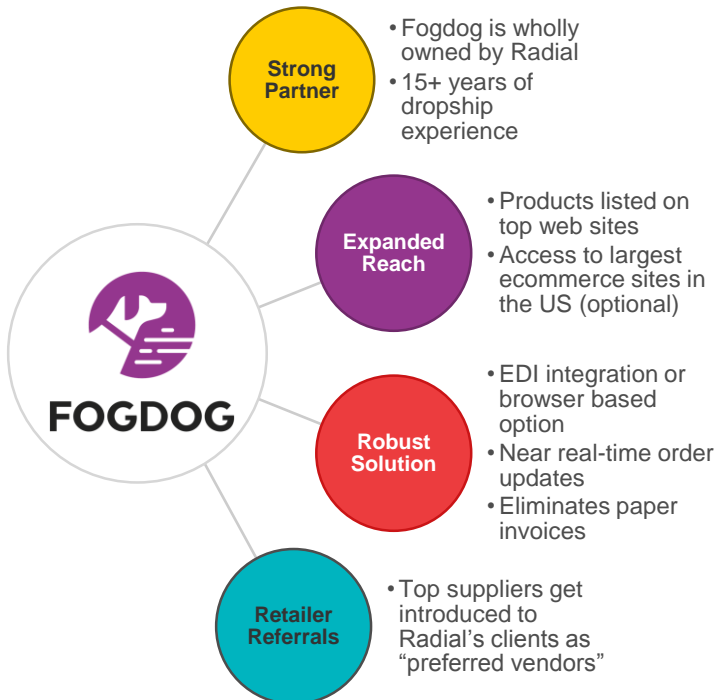 Strong
Partner
• Fogdog is wholly
owned by Radial
• 15+ years of
dropship
experience
Expanded
Reach
• Products listed on
top web sites
• Access to largest
ecommerce sites in
the US (optional)
FOGDOG
Robust
Solution
• EDI integration or
browser based
option
• Near real-time order
updates
• Eliminates paper
invoices
Retailer
Referrals
• Top suppliers get
introduced to
Radial’s clients as
“preferred vendors”